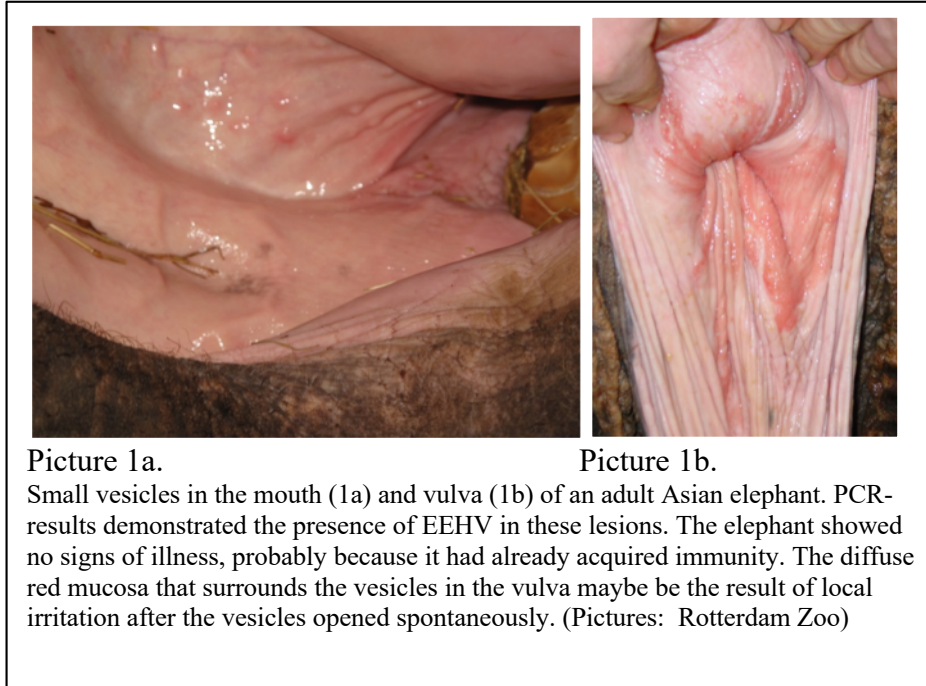 Picture 1a. Picture 1b.
Small vesicles in the mouth (1a) and vulva (1b) of an adult Asian elephant. PCR-
results demonstrated the presence of EEHV in these lesions. The elephant showed
no signs of illness, probably because it had already acquired immunity. The diffuse
red mucosa that surrounds the vesicles in the vulva maybe be the result of local
irritation after the vesicles opened spontaneously. (Pictures: Rotterdam Zoo)